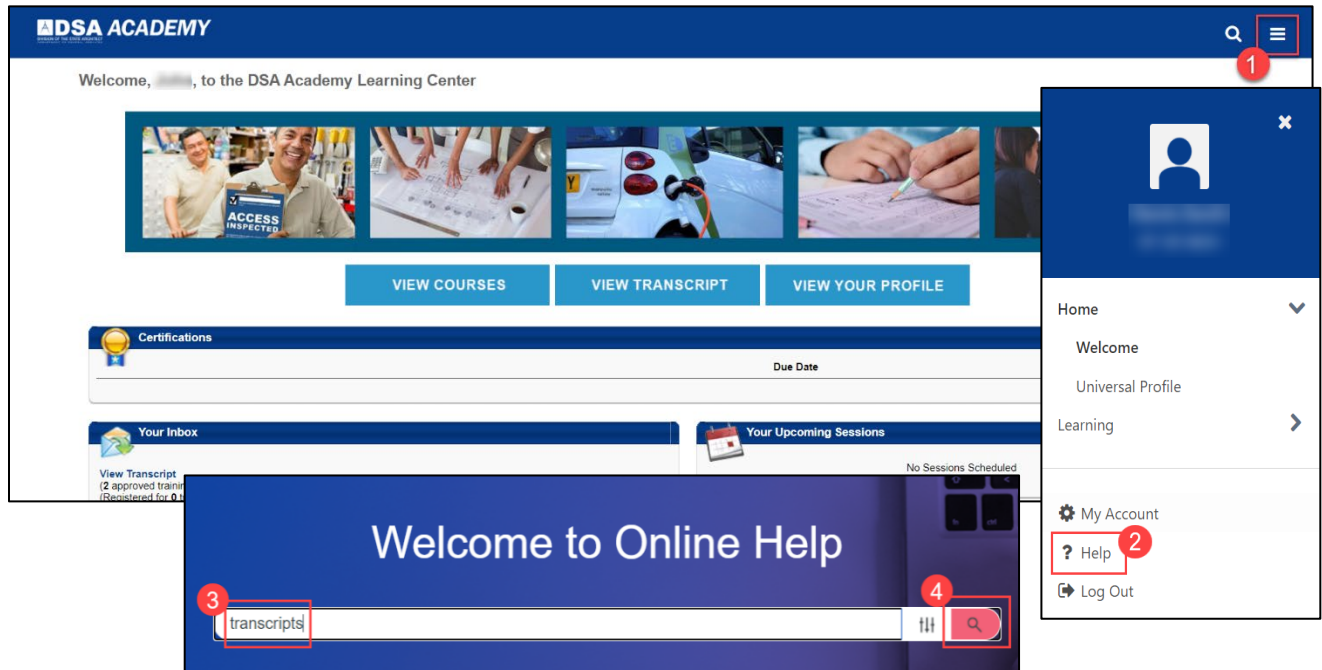 DSA ACADEMY
1
Welcome, , to the DSA Academy Learning Center
ACCESS
INSPECTED
VIEW COURSES VIEW TRANSCRIPT VIEW YOUR PROFILE
Certifications
Due Date
Your Inbox
View Transcript
(2 approved
(Registered for 0
Your Upcoming Sessions
No Sessions Scheduled
Home
Welcome
Universal Profile
Learning
My Account
? Help 2
Log Out
Welcome to Online Help
3
transcripts
4